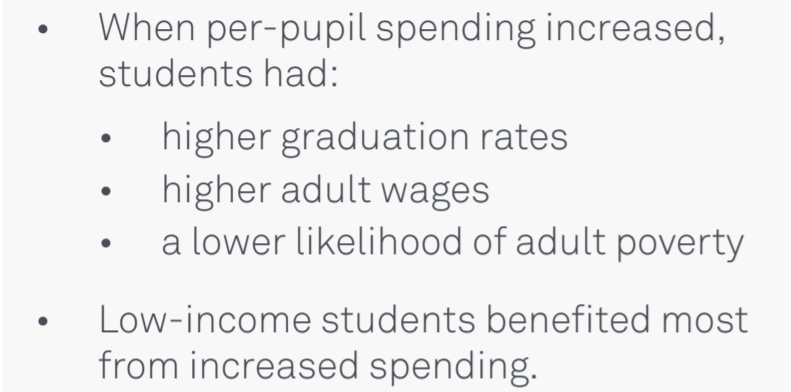 • When per-pupil spending increased,
students had:
• higher graduation rates
• higher adult wages
• a lower likelihood of adult poverty
• Low-income students benefited most
from increased spending.